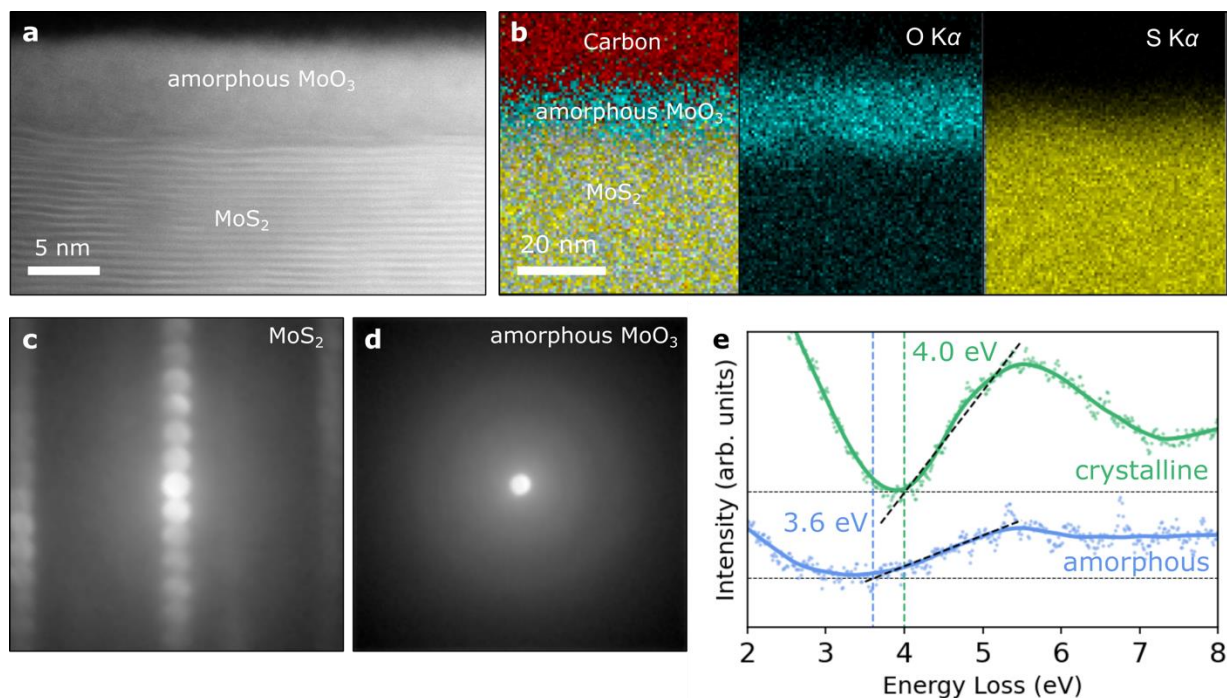 a
amorphous MoO₃
MoS₂
5 nm
b
Carbon
amorphous MoO₃
MoS₂
20 nm
O Kα
S Kα
c
MoS₂
d
amorphous MoO₃
e
4.0 eV
crystalline
3.6 eV
amorphous
Intensity (arb. units)
2 3 4 5 6 7 8
Energy Loss (eV)